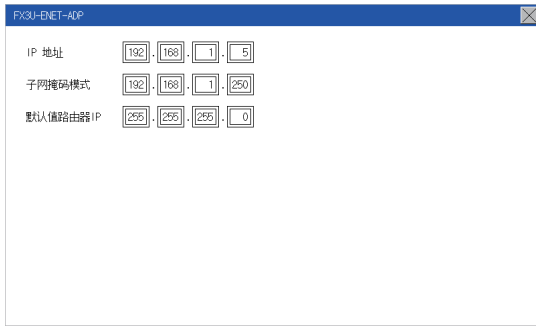 FX3U-ENET-ADP
IP 地址 192 . 168 . 1 . 5
子网掩码模式 192 . 168 . 1 . 250
默认值路由器IP 255 . 255 . 255 . 0